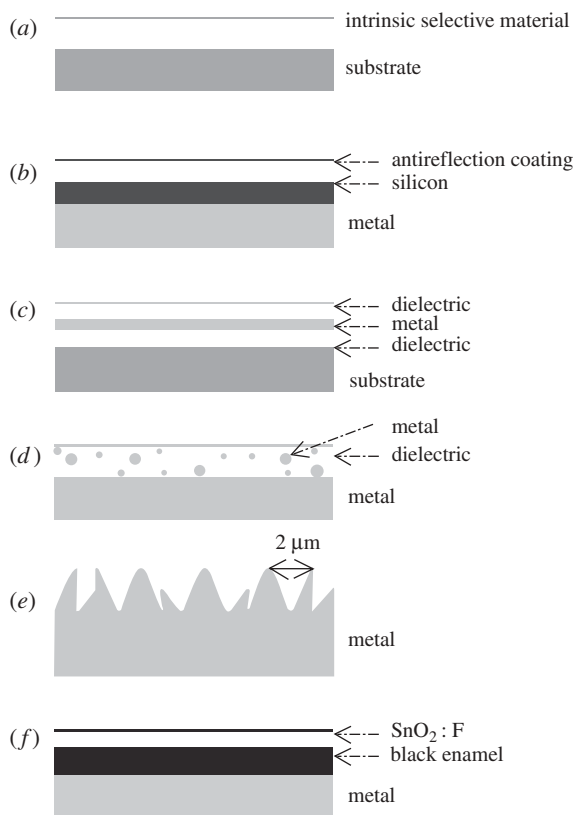 (a)
intrinsic selective material
substrate
(b)
antireflection coating
silicon
metal
(c)
dielectric
metal
dielectric
substrate
metal
(d)
dielectric
metal
2 μm
(e)
metal
(f)
SnO2 : F
black enamel
metal